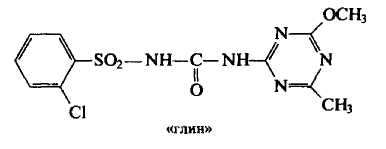 OCH₃
N
N
SO₂—NH—C—NH
O
N
Cl
CH₃
«глин»